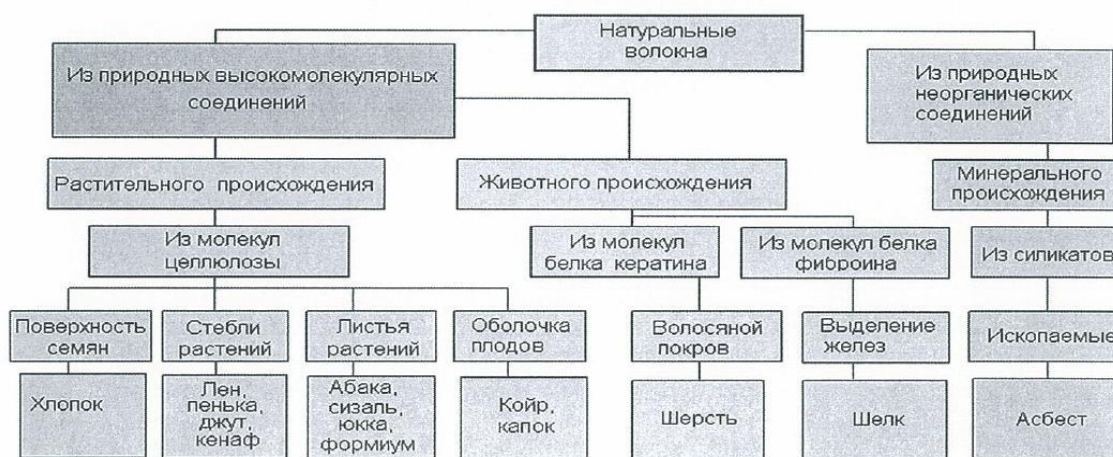 Натуральные
волокна
Из природных высокомолекулярных
соединений
Из природных
неорганических
соединений
Растительного происхождения
Животного происхождения
Минерального
происхождения
Из молекул
целлюлозы
Из молекул
белка кератина
Из молекул белка
фиброина
Из силикатов
Поверхность
семян
Стебли
растений
Листья
растений
Оболочка
плодов
Волосяной
покров
Выделение
желез
Ископаемые
Хлопок
Лен,
пенька,
джут,
кенаф
Абака,
сизаль,
юкка,
формиум
Койр,
капок
Шерсть
Шелк
Асбест